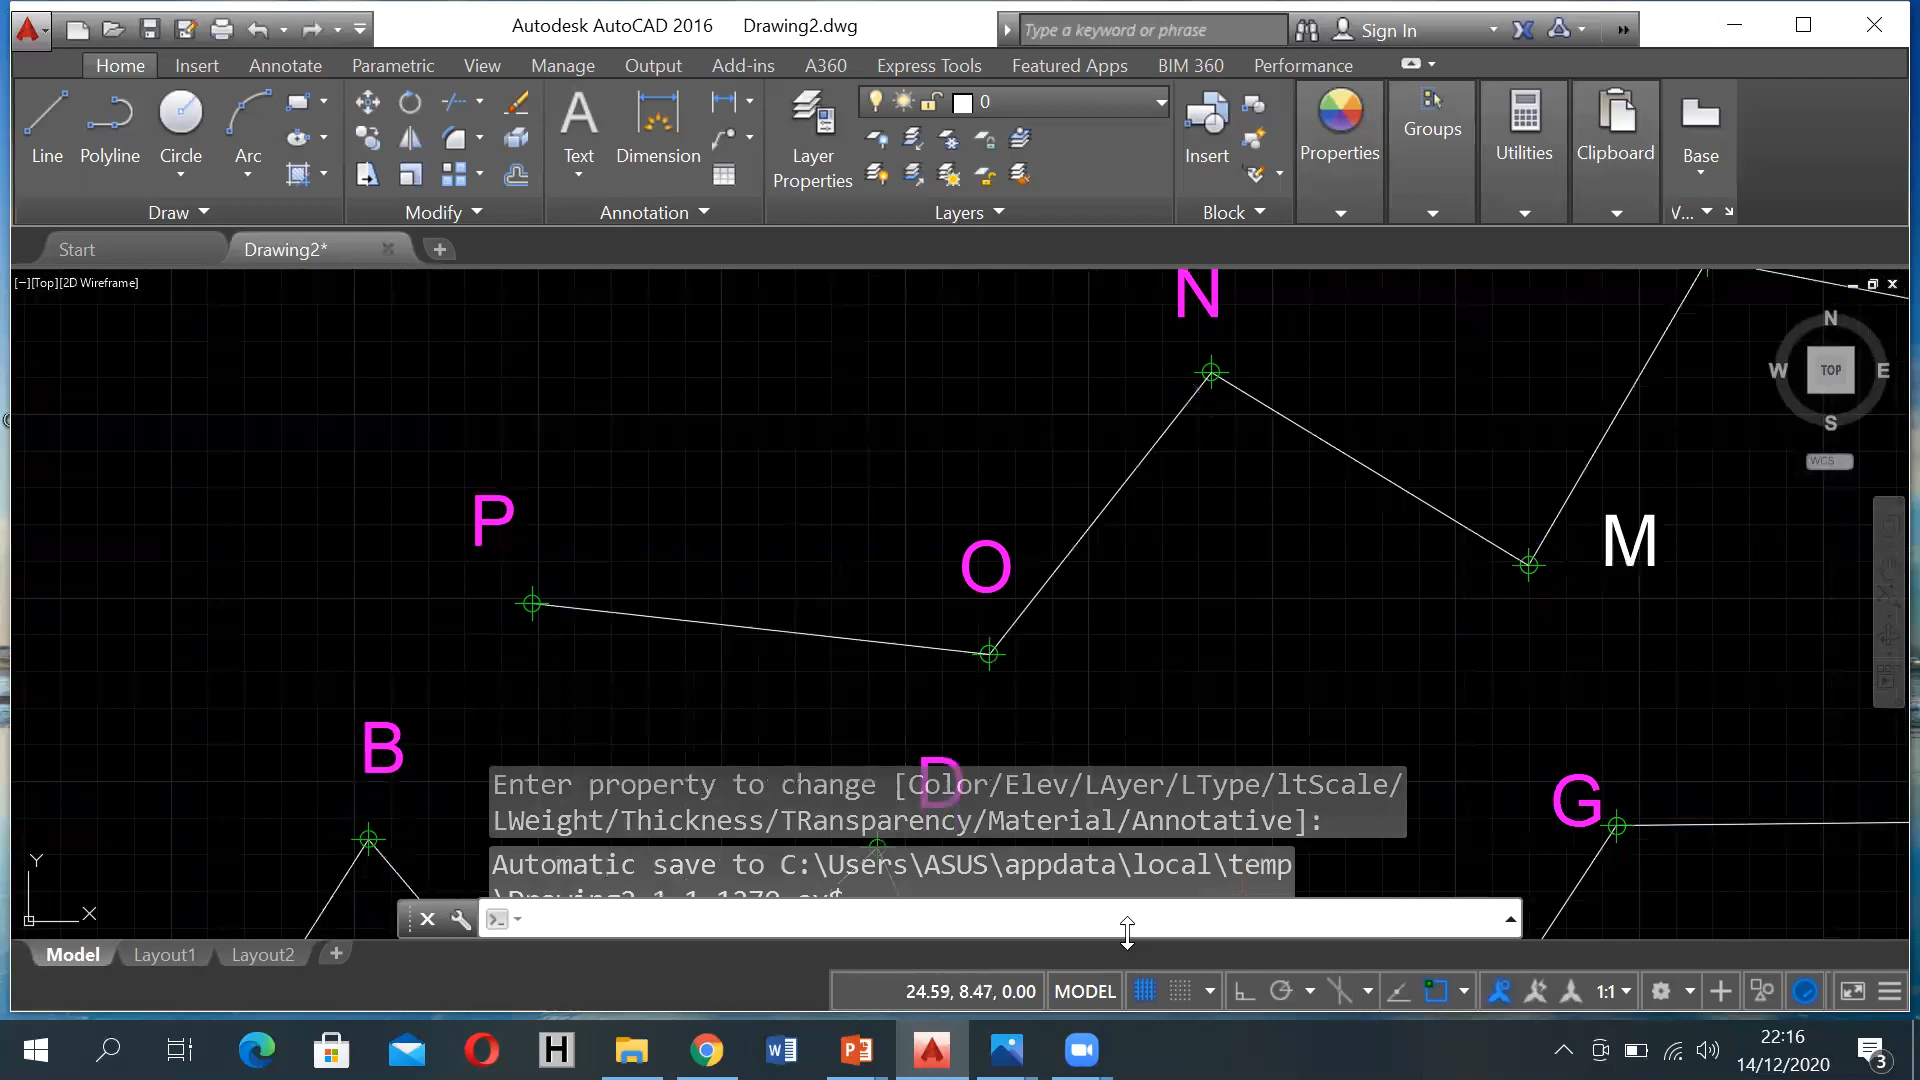 Autodesk AutoCAD 2016 Drawing2.dwg
Type a keyword or phrase
Sign In
Home Insert Annotate Parametric View Manage Output Add-ins A360 Express Tools Featured Apps BIM 360 Performance
Line Polyline Circle Arc
Text Dimension
Layer Properties
0
Insert
Properties
Groups
Utilities
Clipboard
Base
Draw Modify Annotation Layers Block V...
Start Drawing2*
[−][Top][2D Wireframe]
N
N
W TOP E
S
WCS
P
O
M
B
D
G
Enter property to change [Color/Elev/LAyer/LType/ltScale/
LWeight/Thickness/TRansparency/Material/Annotative]:
Automatic save to C:\Users\ASUS\appdata\local\temp
Y
X
Model Layout1 Layout2
24.59, 8.47, 0.00 MODEL 1:1
22:16
14/12/2020
3